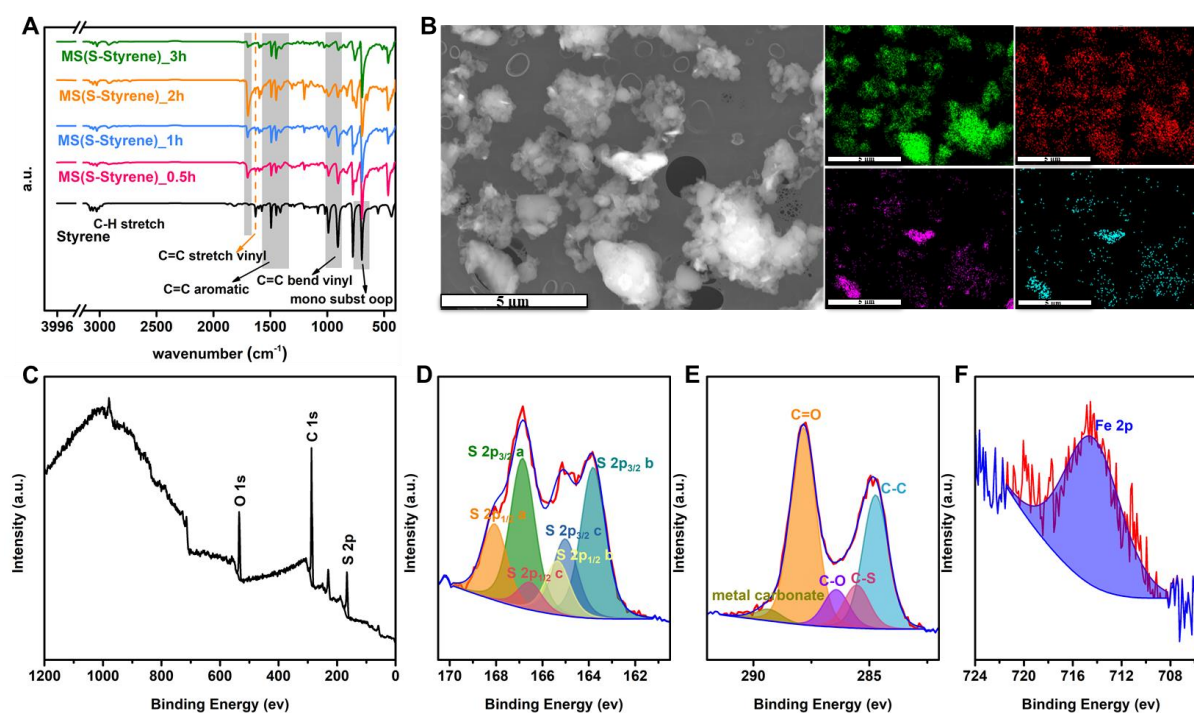 A
MS(S-Styrene)_3h
MS(S-Styrene)_2h
MS(S-Styrene)_1h
MS(S-Styrene)_0.5h
C-H stretch
Styrene
C=C stretch vinyl
C=C bend vinyl
C=C aromatic
mono subst oop
a.u.
3996 3000 2500 2000 1500 1000 500
wavenumber (cm⁻¹)
B
5 µm
5 µm
5 µm
5 µm
5 µm
C
O 1s
C 1s
S 2p
Intensity (a.u.)
1200 1000 800 600 400 200 0
Binding Energy (ev)
D
S 2p3/2 a
S 2p3/2 b
S 2p1/2 a
S 2p3/2 c
S 2p1/2 b
S 2p1/2 c
Intensity (a.u.)
170 168 166 164 162
Binding Energy (ev)
E
C=O
C-C
C-O
C-S
metal carbonate
Intensity (a.u.)
290 285
Binding Energy (ev)
F
Fe 2p
Intensity (a.u.)
724 720 716 712 708
Binding Energy (ev)